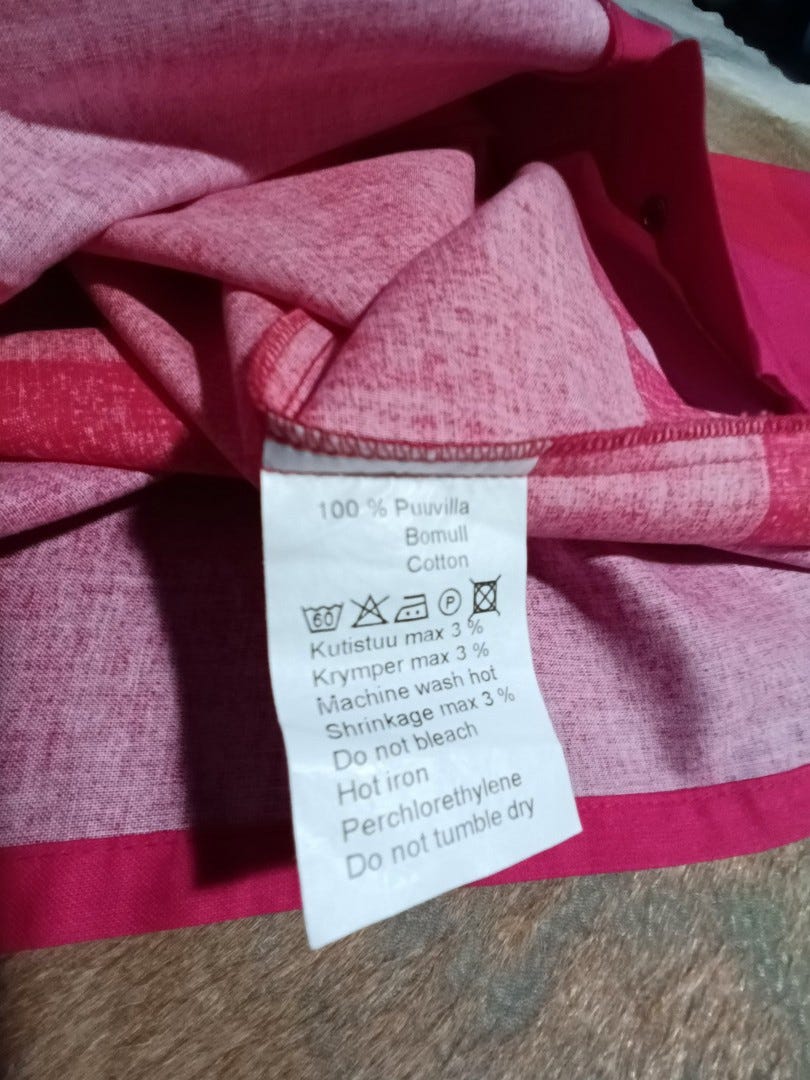 100 % Puuvilla
Bomull
Cotton
60 P
Kutistuu max 3 %
Krymper max 3 %
Machine wash hot
Shrinkage max 3 %
Do not bleach
Hot iron
Perchlorethylene
Do not tumble dry